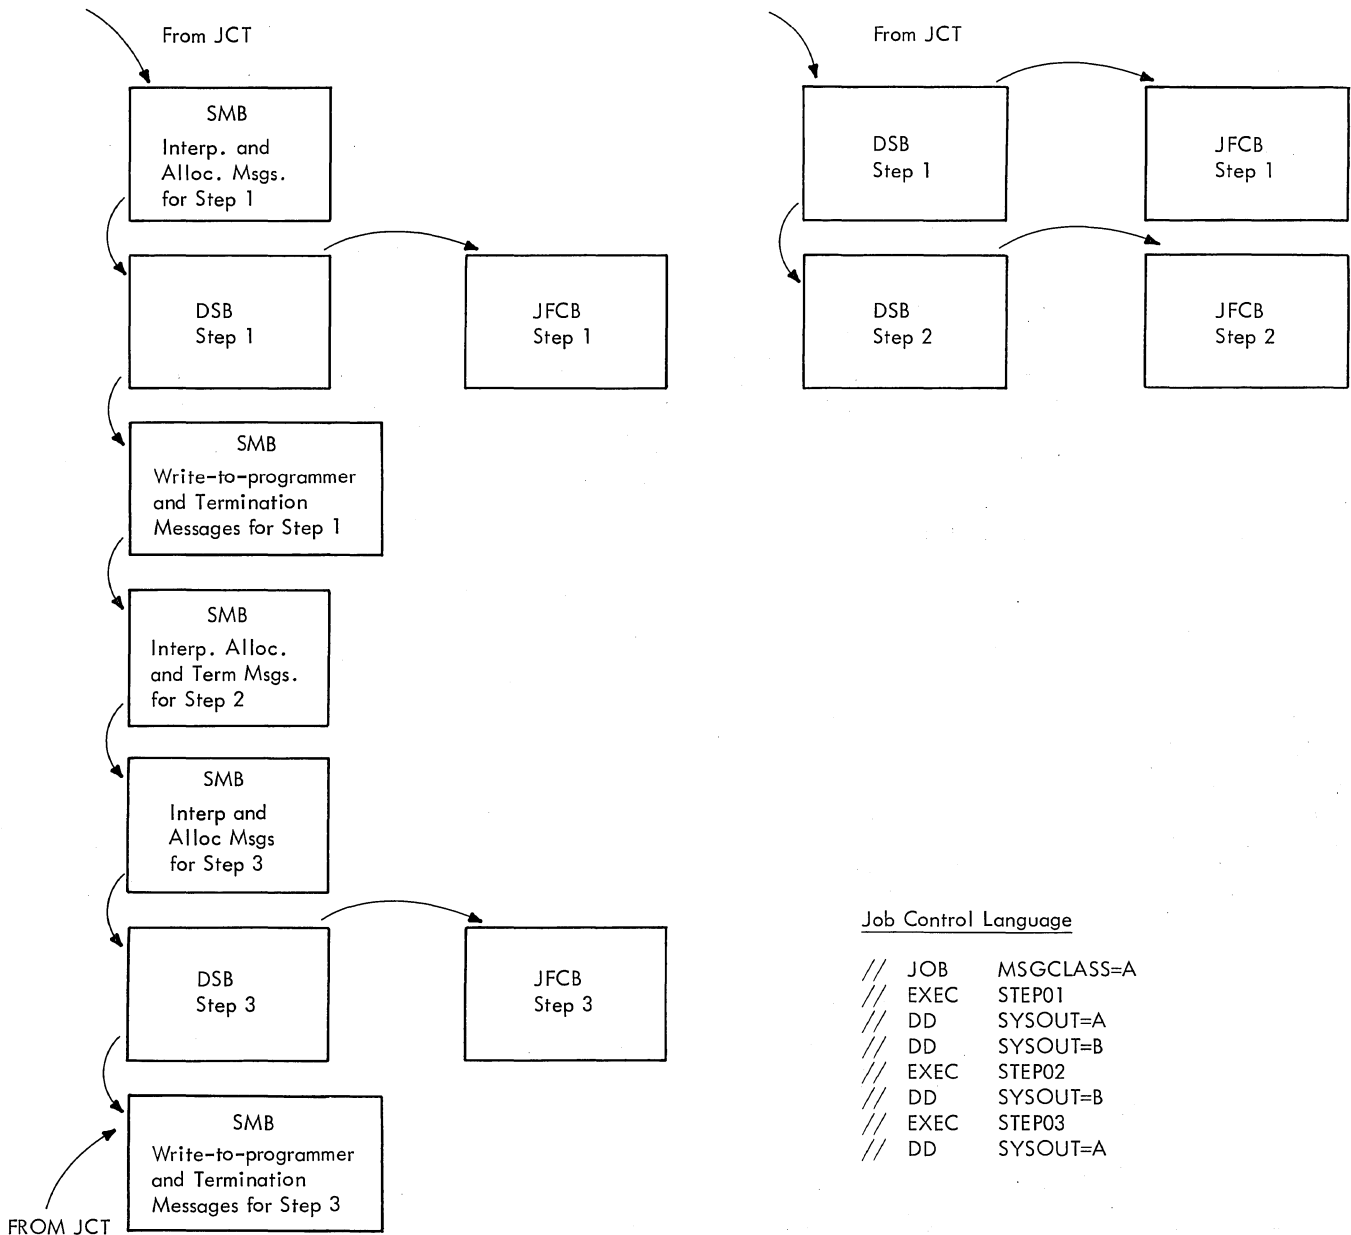 From JCT
SMB
Interp. and
Alloc. Msgs.
for Step 1
DSB
Step 1
JFCB
Step 1
SMB
Write-to-programmer
and Termination
Messages for Step 1
SMB
Interp. Alloc.
and Term Msgs.
for Step 2
SMB
Interp and
Alloc Msgs
for Step 3
DSB
Step 3
JFCB
Step 3
SMB
Write-to-programmer
and Termination
Messages for Step 3
FROM JCT
From JCT
DSB
Step 1
JFCB
Step 1
DSB
Step 2
JFCB
Step 2
Job Control Language
// JOB MSGCLASS=A
// EXEC STEP01
// DD SYSOUT=A
// DD SYSOUT=B
// EXEC STEP02
// DD SYSOUT=B
// EXEC STEP03
// DD SYSOUT=A